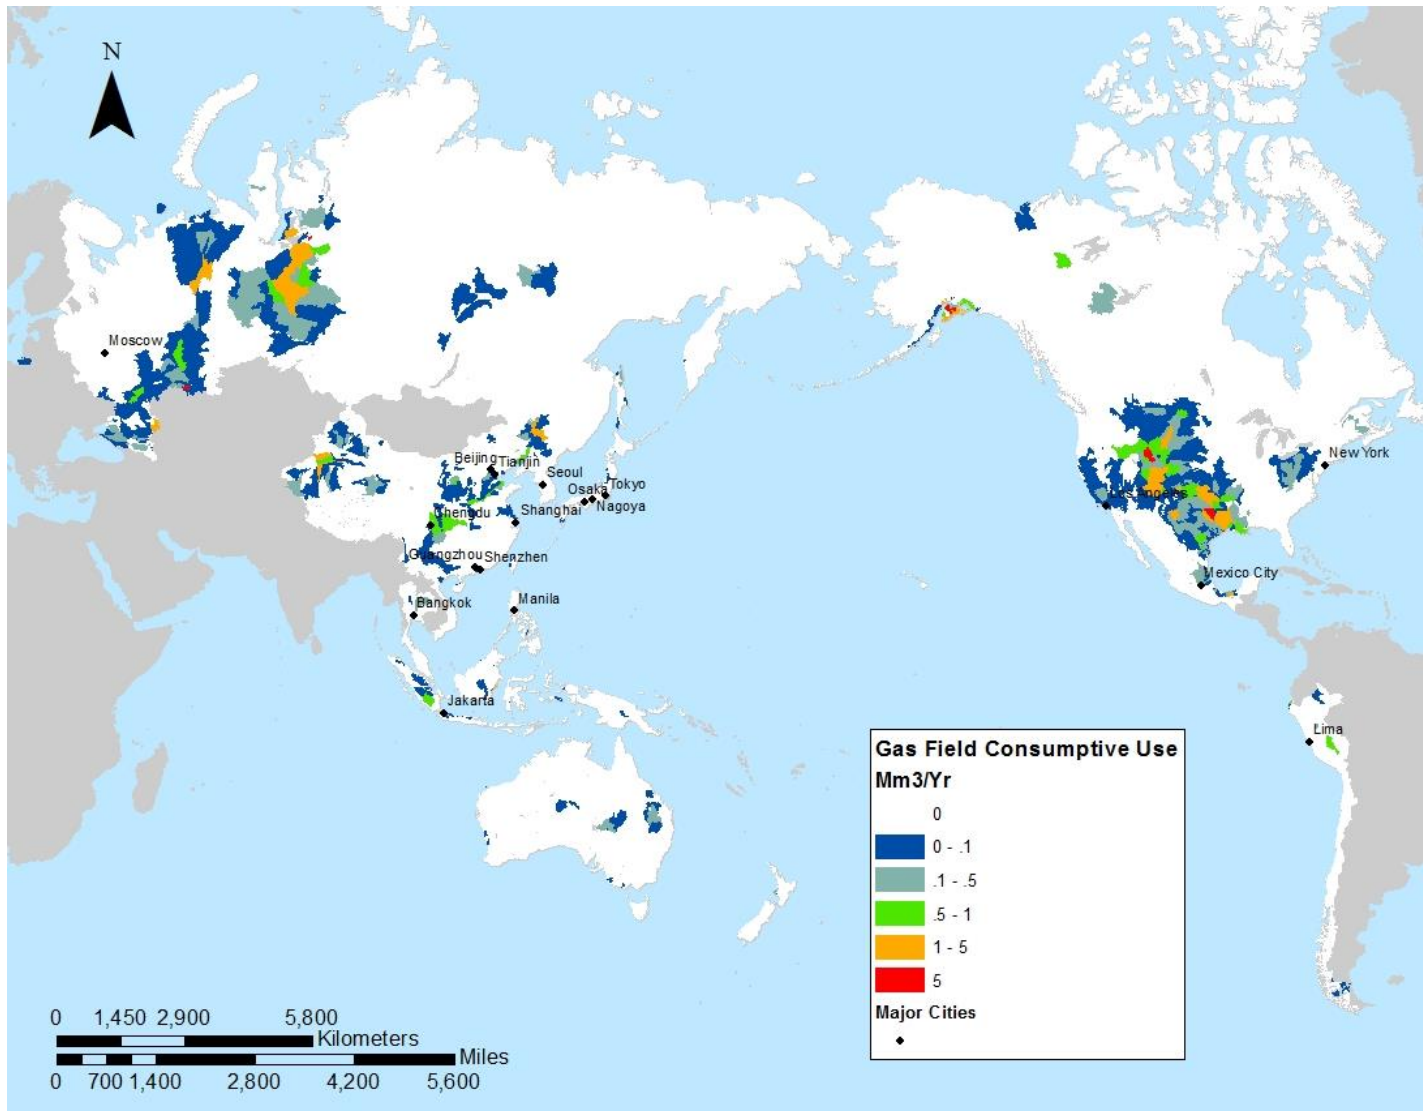 N
Moscow
Beijing
Tianjin
Seoul
Tokyo
Osaka
Nagoya
Chengdu
Shanghai
Guangzhou
Shenzhen
Bangkok
Manila
Jakarta
New York
Los Angeles
Mexico City
Lima
Gas Field Consumptive Use
Mm3/Yr
0
0 - .1
.1 - .5
.5 - 1
1 - 5
5
Major Cities
0 1,450 2,900 5,800
Kilometers
Miles
0 700 1,400 2,800 4,200 5,600